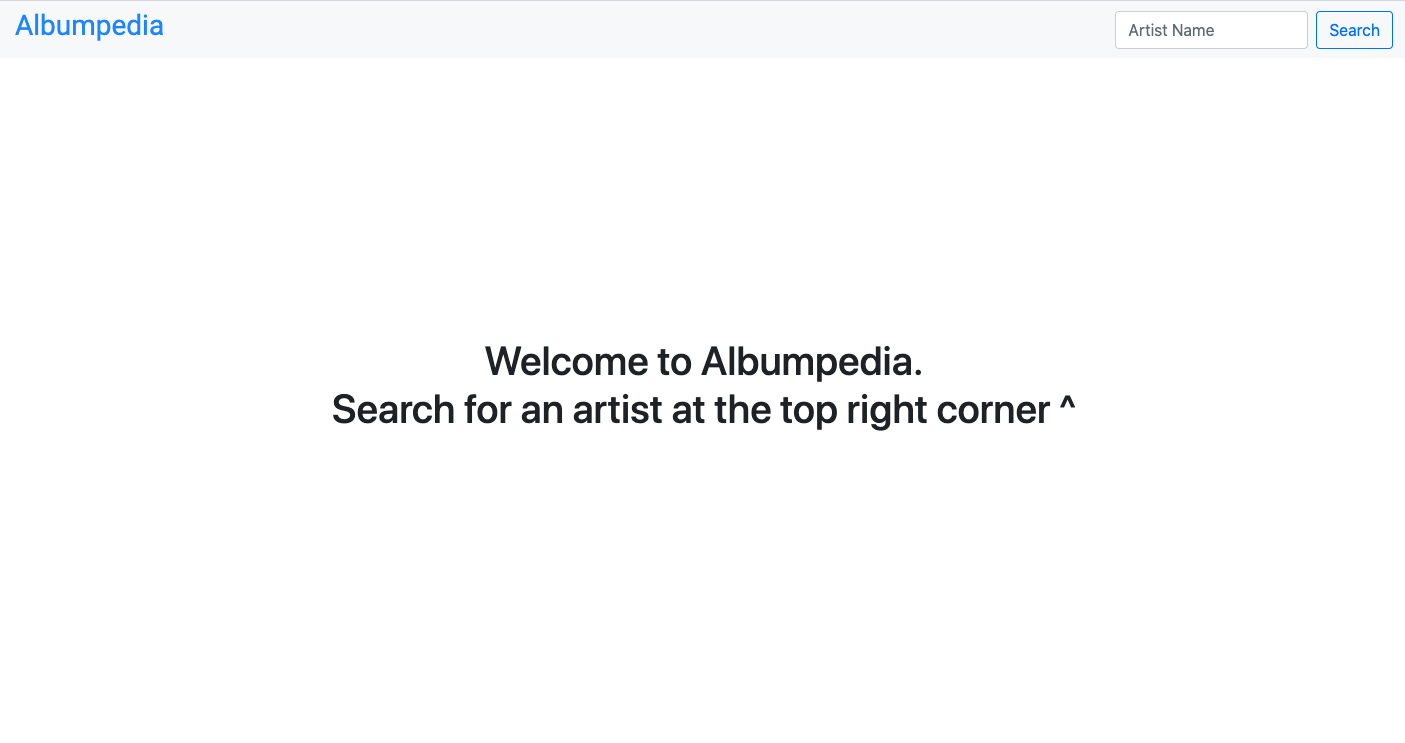 Albumpedia
Artist Name
Search
Welcome to Albumpedia.
Search for an artist at the top right corner ^